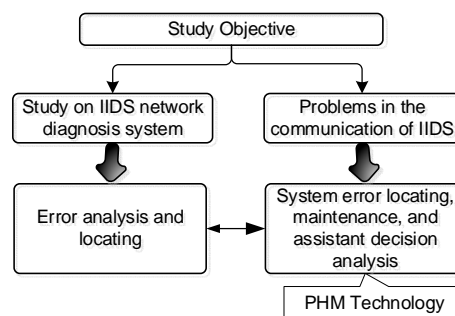 Study Objective
Study on IIDS network
diagnosis system
Problems in the
communication of IIDS
Error analysis and
locating
System error locating,
maintenance, and
assistant decision
analysis
PHM Technology